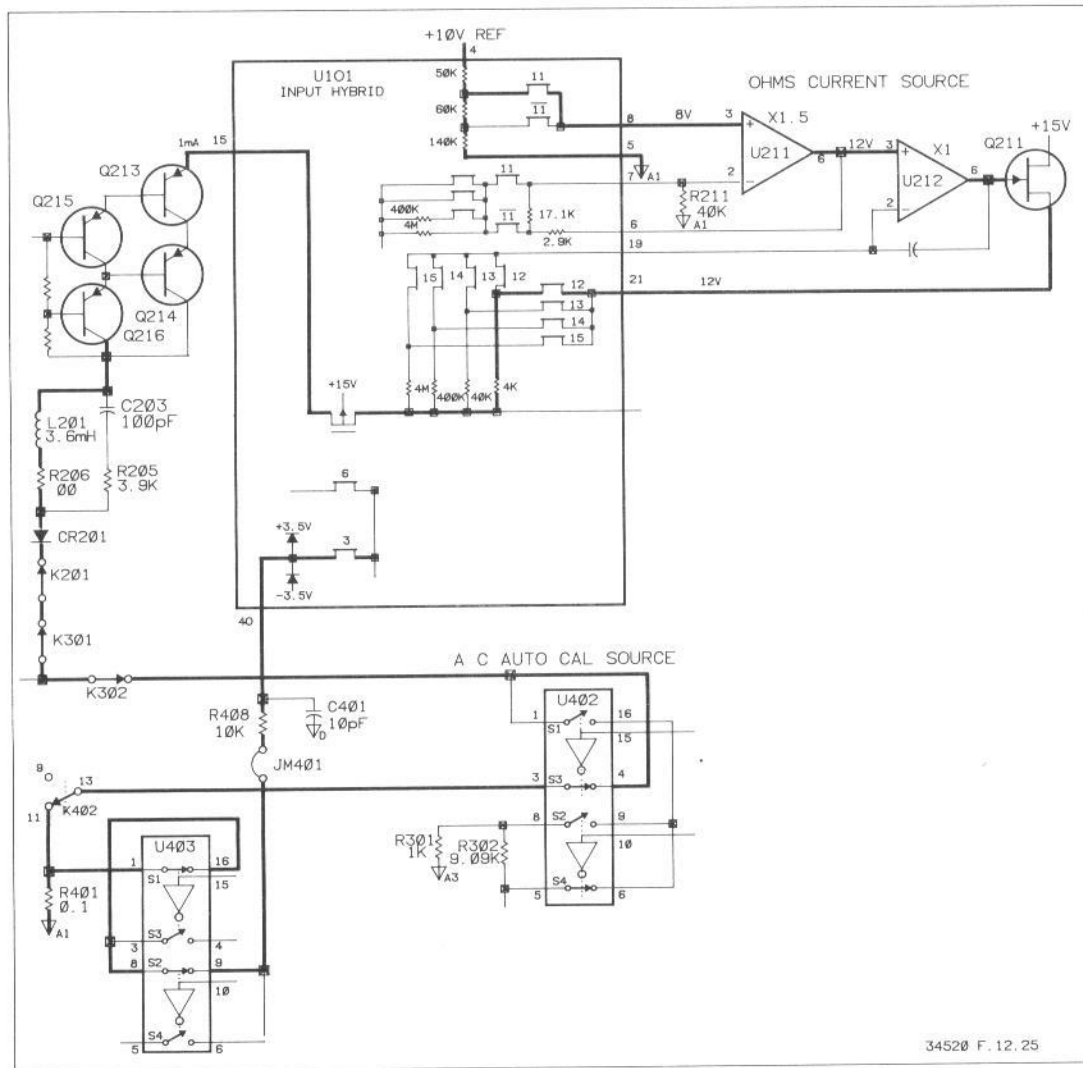 +10V REF
4
U101
INPUT HYBRID
50K
11
60K
11
140K
OHMS CURRENT SOURCE
8
8V
3
+
X1.5
U211
12V
6
2
−
5
A1
7
R211
40K
A1
3
+
X1
U212
6
2
−
Q211
+15V
1mA
15
Q213
Q215
Q214
Q216
11
400K
4M
11
17.1K
2.9K
6
19
15
14
13
12
12
13
14
15
21
12V
4M
400K
40K
4K
+15V
C203
100pF
L201
3.6mH
R206
00
R205
3.9K
CR201
K201
K301
K302
6
+3.5V
3
-3.5V
40
A C AUTO CAL SOURCE
C401
10pF
D
R408
10K
JM401
U402
1
S1
16
15
3
S3
4
8
S2
9
10
5
S4
6
R301
1K
A3
R302
9.09K
9
13
11
K402
R401
0.1
A1
U403
1
S1
16
15
3
S3
4
8
S2
9
10
5
S4
6
34520 F.12.25